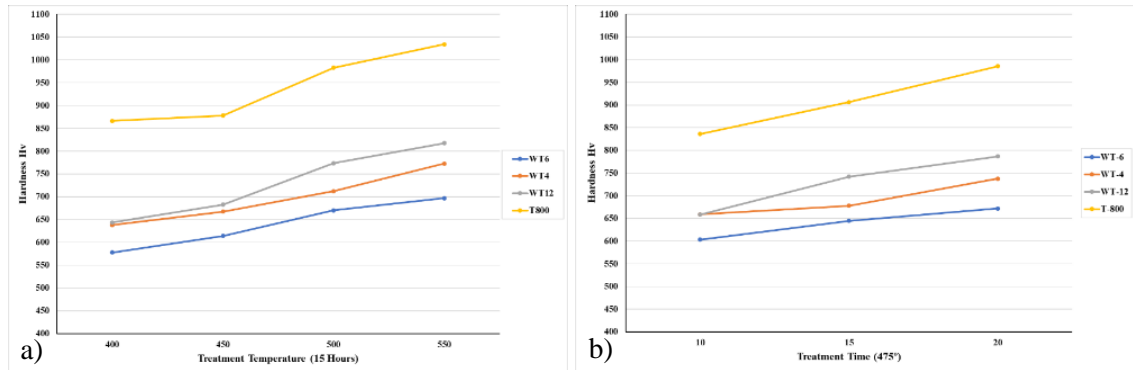 1100
1050
1000
950
900
850
800
750
700
650
600
550
500
450
400
Hardness Hv
400 450 500 550
Treatment Temperature (15 Hours)
WT6
WT4
WT12
T800
a)
1100
1050
1000
950
900
850
800
750
700
650
600
550
500
450
400
Hardness Hv
10 15 20
Treatment Time (475º)
WT-6
WT-4
WT-12
T-800
b)